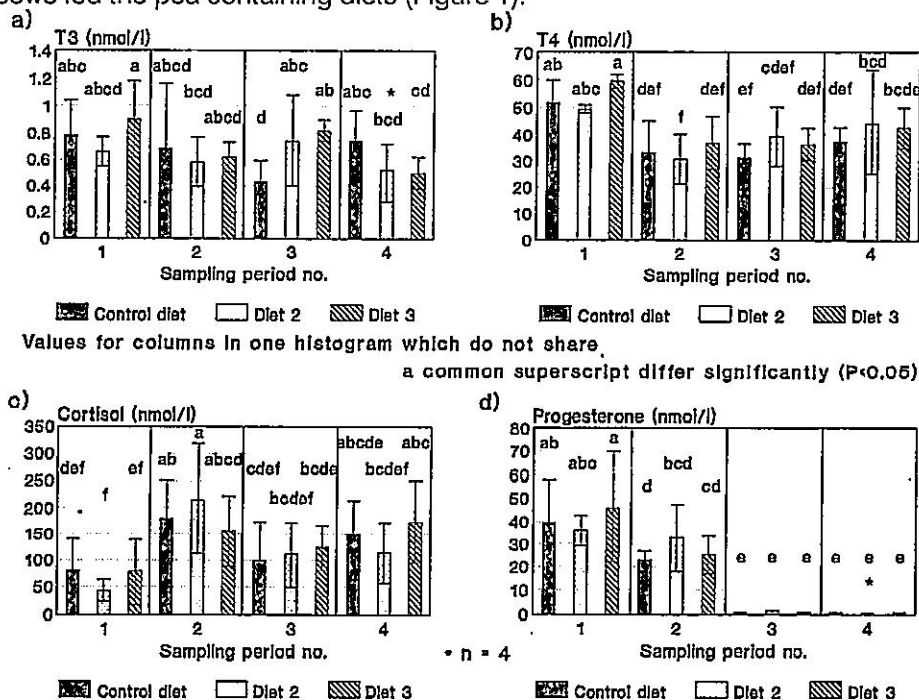 sows fed the pea containing diets (Figure 1).
a)
T3 (nmol/l)
1.4
1.2
1
0.8
0.6
0.4
0.2
0
abc
abcd
a
abcd
bcd
abcd
d
abc
ab
abc
*
bcd
cd
1
2
3
4
Sampling period no.
Control diet
Diet 2
Diet 3
b)
T4 (nmol/l)
70
60
50
40
30
20
10
0
ab
abc
a
def
f
def
ef
cdef
def
def
bcd
bcde
1
2
3
4
Sampling period no.
Control diet
Diet 2
Diet 3
Values for columns in one histogram which do not share
a common superscript differ significantly (P<0.05)
c)
Cortisol (nmol/l)
350
300
250
200
150
100
50
0
def
f
ef
ab
a
abcd
cdef
bcdef
bcde
abcde
bcdef
abc
1
2
3
4
Sampling period no.
Control diet
Diet 2
Diet 3
d)
Progesterone (nmol/l)
80
70
60
50
40
30
20
10
0
ab
abc
a
d
bcd
cd
e
e
e
e
e
e
*
1
2
3
4
Sampling period no.
* n = 4
Control diet
Diet 2
Diet 3